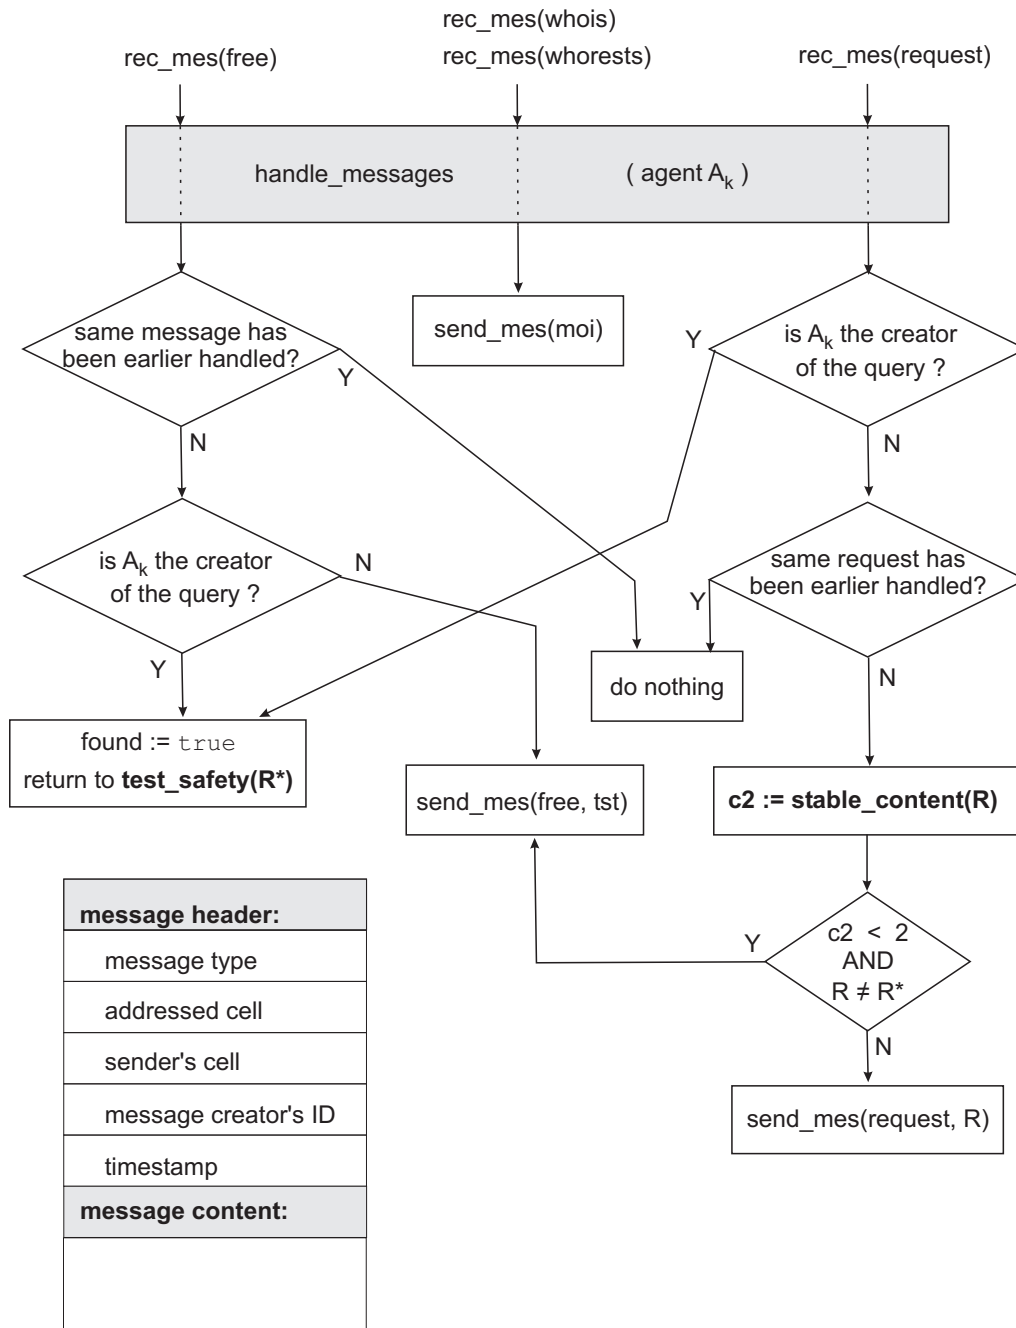 rec_mes(whois)
rec_mes(free)
rec_mes(whorests)
rec_mes(request)
handle_messages
( agent Aₖ )
same message has
been earlier handled?
Y
N
send_mes(moi)
Y
is Aₖ the creator
of the query ?
N
is Aₖ the creator
of the query ?
N
Y
same request has
been earlier handled?
Y
N
do nothing
found := true
return to test_safety(R*)
send_mes(free, tst)
c2 := stable_content(R)
Y
c2 < 2
AND
R ≠ R*
N
send_mes(request, R)
message header:
message type
addressed cell
sender's cell
message creator's ID
timestamp
message content: